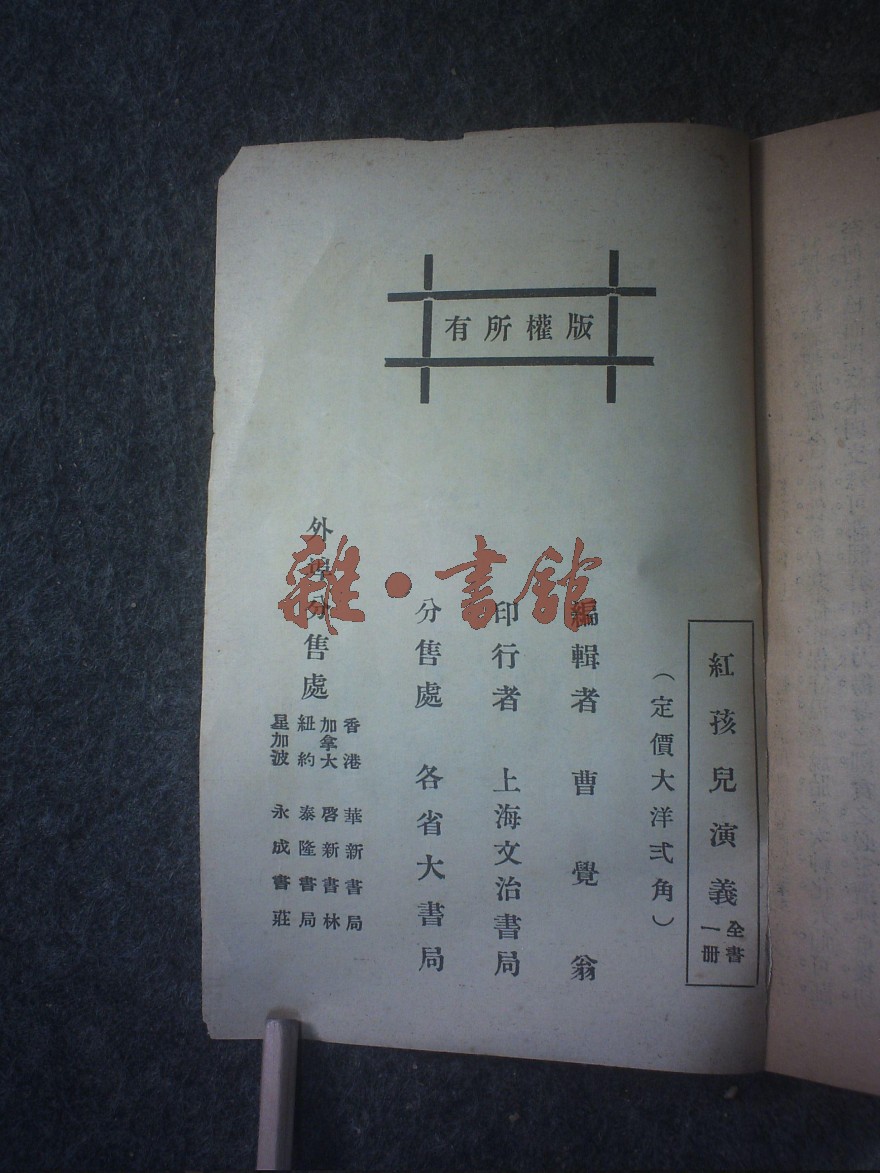 版權所有
紅孩兒演義 全書一册
（定價大洋弍角）
編輯者 曹覺翁
印行者 上海文治書局
分售處 各省大書局
外埠分售處
香港 華新書局
加拿大 啓新書林
紐約 泰隆書局
星加波 永成書莊
雜·書館